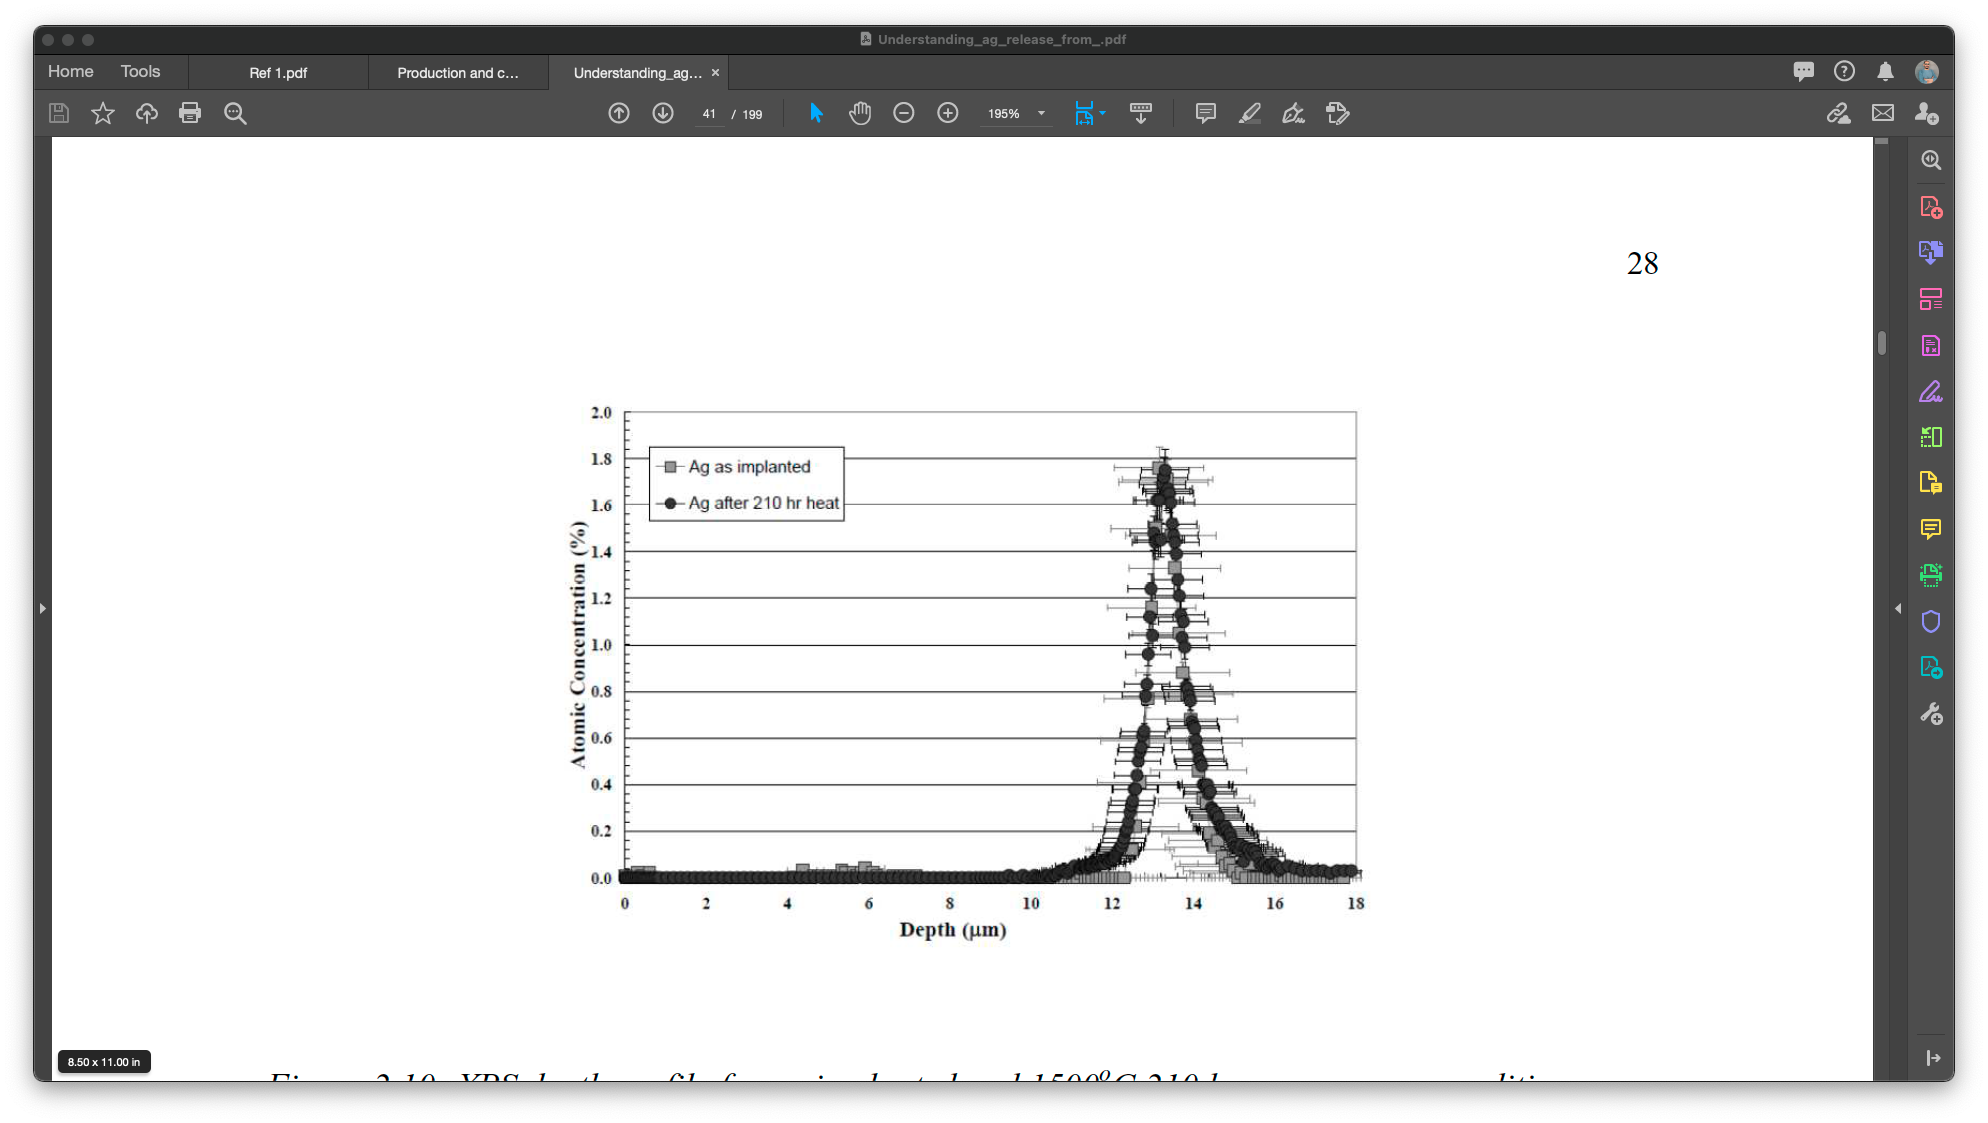 Understanding_ag_release_from_.pdf
Home Tools Ref 1.pdf Production and c... Understanding_ag... ×
41 / 199 195%
28
2.0
1.8
1.6
1.4
1.2
1.0
0.8
0.6
0.4
0.2
0.0
Atomic Concentration (%)
Ag as implanted
Ag after 210 hr heat
0 2 4 6 8 10 12 14 16 18
Depth (μm)
8.50 x 11.00 in